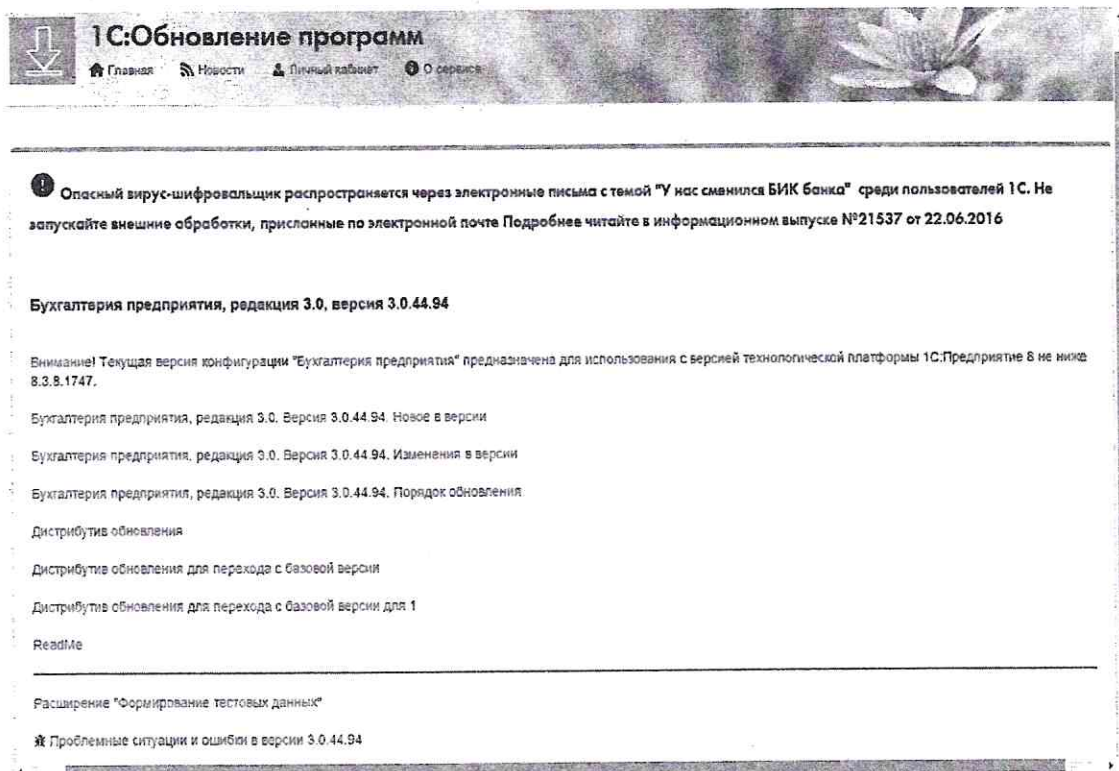 1С:Обновление программ
Главная Новости Личный кабинет О сервисе
Опасный вирус-шифровальщик распространяется через электронные письма с темой "У нас сменился БИК банка" среди пользователей 1С. Не
запускайте внешние обработки, присланные по электронной почте Подробнее читайте в информационном выпуске №21537 от 22.06.2016
Бухгалтерия предприятия, редакция 3.0, версия 3.0.44.94
Внимание! Текущая версия конфигурации "Бухгалтерия предприятия" предназначена для использования с версией технологической платформы 1С:Предприятие 8 не ниже
8.3.8.1747.
Бухгалтерия предприятия, редакция 3.0. Версия 3.0.44.94. Новое в версии
Бухгалтерия предприятия, редакция 3.0. Версия 3.0.44.94. Изменения в версии
Бухгалтерия предприятия, редакция 3.0. Версия 3.0.44.94. Порядок обновления
Дистрибутив обновления
Дистрибутив обновления для перехода с базовой версии
Дистрибутив обновления для перехода с базовой версии для 1
ReadMe
Расширение "Формирование тестовых данных"
Проблемные ситуации и ошибки в версии 3.0.44.94